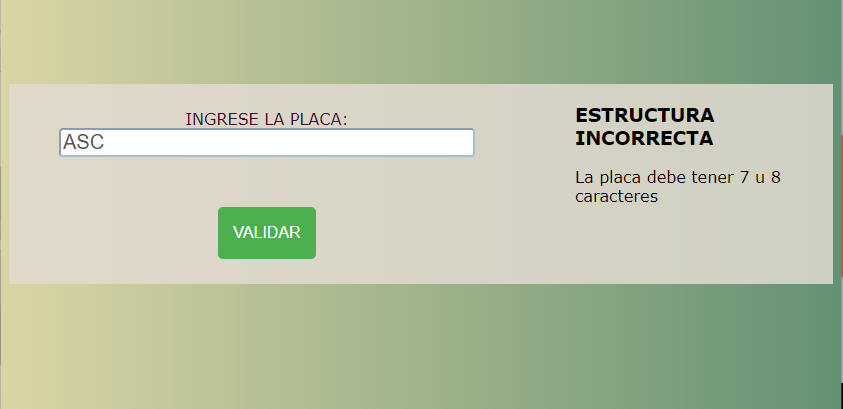 INGRESE LA PLACA:
ASC
VALIDAR
ESTRUCTURA
INCORRECTA
La placa debe tener 7 u 8
caracteres